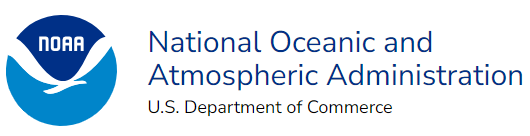 NOAA
National Oceanic and
Atmospheric Administration
U.S. Department of Commerce